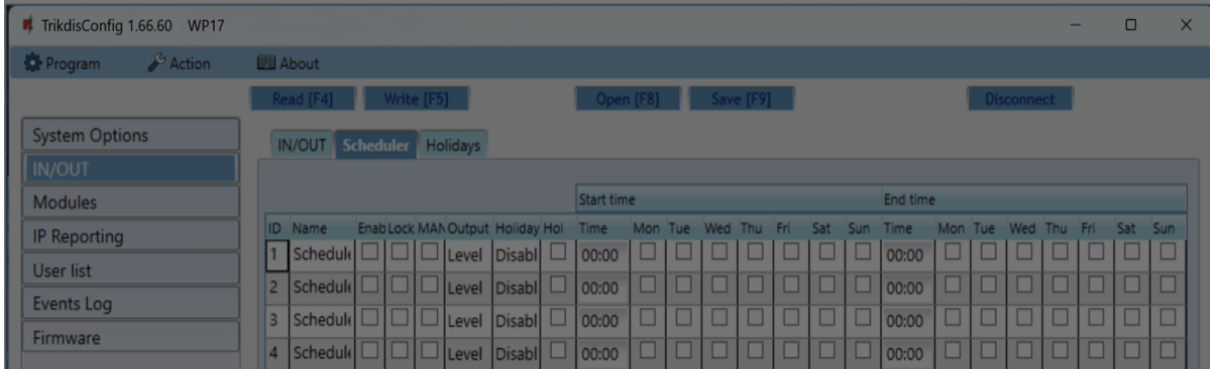 TrikdisConfig 1.66.60 WP17
Program Action About
Read [F4] Write [F5] Open [F8] Save [F9] Disconnect
System Options
IN/OUT
Modules
IP Reporting
User list
Events Log
Firmware
IN/OUT Scheduler Holidays
Start time End time
ID Name Enab Lock MAN Output Holiday Hol Time Mon Tue Wed Thu Fri Sat Sun Time Mon Tue Wed Thu Fri Sat Sun
1 Schedule Level Disabl 00:00 00:00
2 Schedule Level Disabl 00:00 00:00
3 Schedule Level Disabl 00:00 00:00
4 Schedule Level Disabl 00:00 00:00